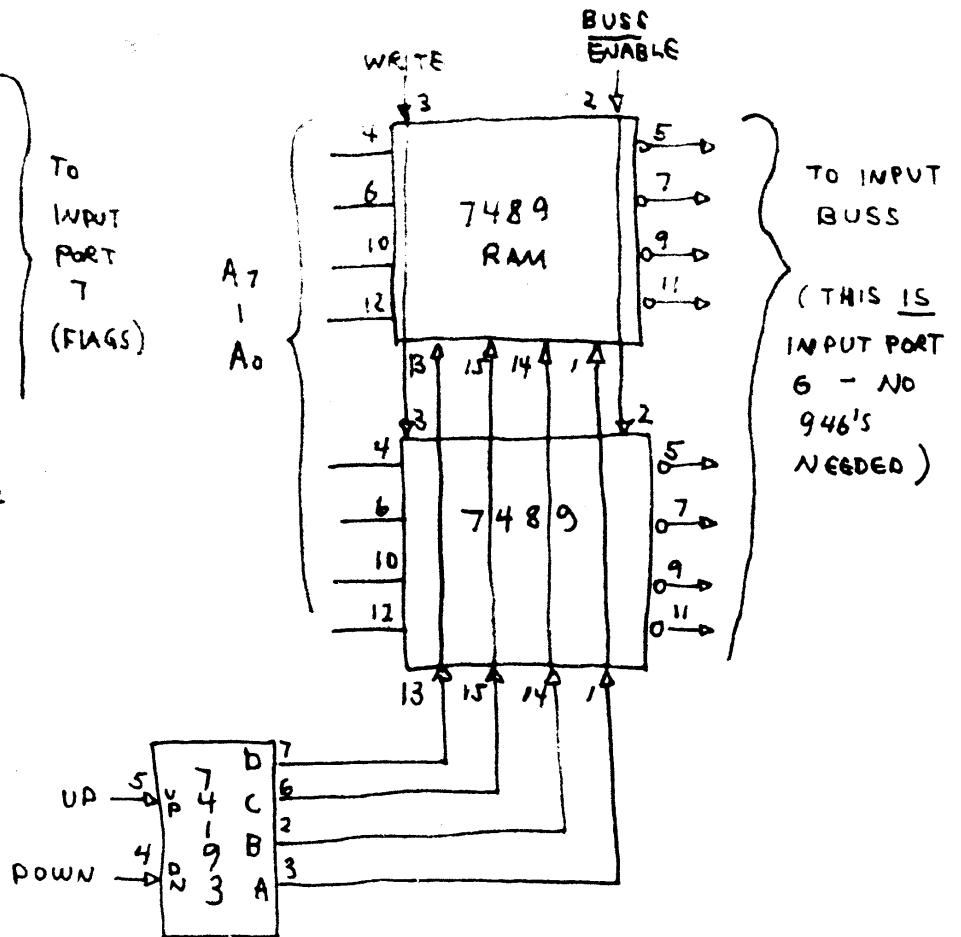 BUSS
ENABLE
WRITE
3
2
4
6
10
12
7489
RAM
5
7
9
11
TO
INPUT
PORT
7
(FLAGS)
A7
|
A0
TO INPUT
BUSS
(THIS IS
INPUT PORT
6 - NO
946'S
NEEDED)
13 15 14 1
3
2
4
6
10
12
7489
5
7
9
11
13 15 14 1
UP
5
UP
DOWN
4
DN
74193
D 7
C 6
B 2
A 3